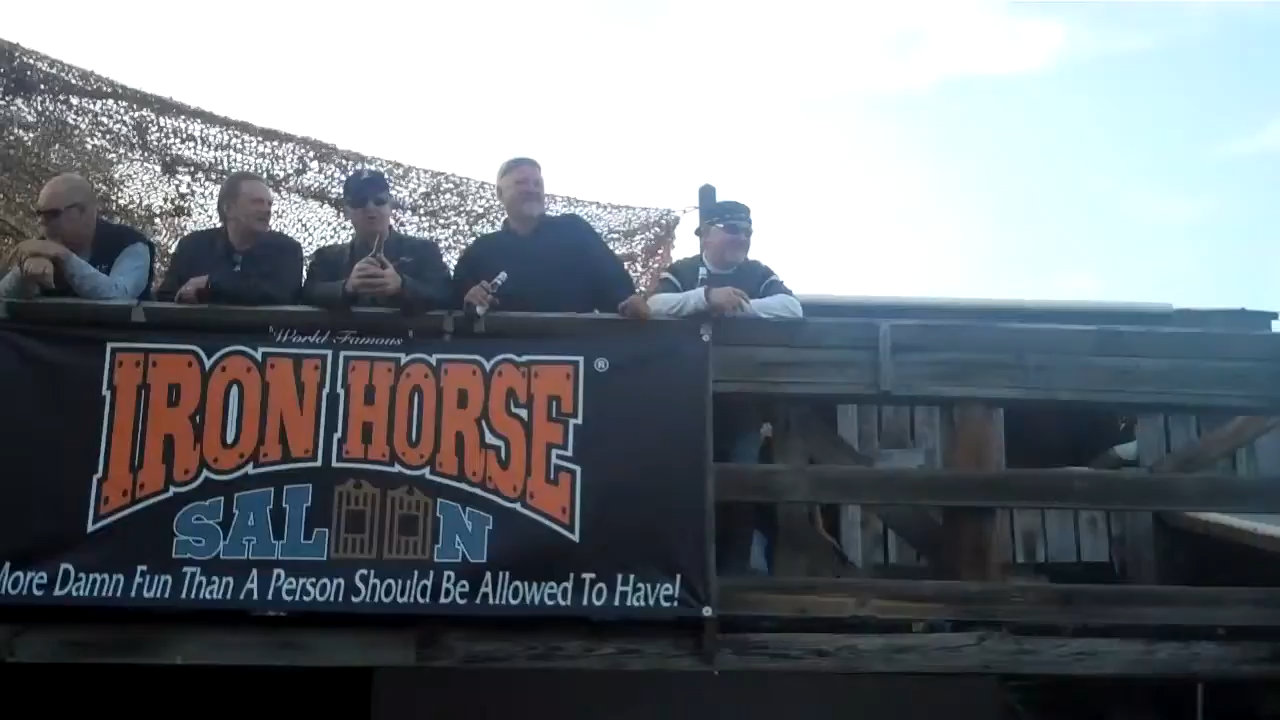 "World Famous"
IRON HORSE ®
SALOON
More Damn Fun Than A Person Should Be Allowed To Have!